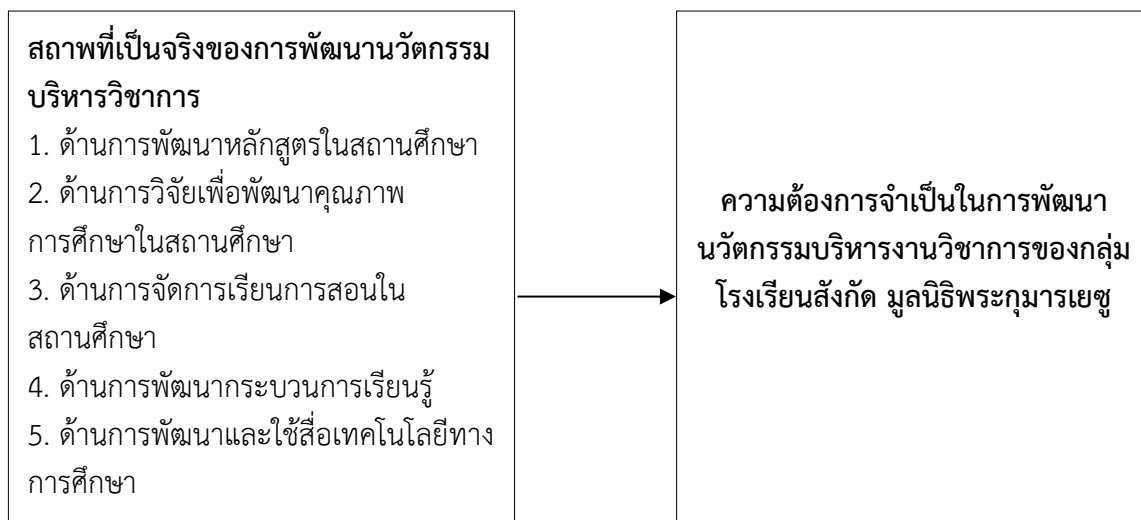 สภาพที่เป็นจริงของการพัฒนานวัตกรรม
บริหารวิชาการ
1. ด้านการพัฒนาหลักสูตรในสถานศึกษา
2. ด้านการวิจัยเพื่อพัฒนาคุณภาพ
การศึกษาในสถานศึกษา
3. ด้านการจัดการเรียนการสอนใน
สถานศึกษา
4. ด้านการพัฒนากระบวนการเรียนรู้
5. ด้านการพัฒนาและใช้สื่อเทคโนโลยีทาง
การศึกษา
ความต้องการจำเป็นในการพัฒนา
นวัตกรรมบริหารงานวิชาการของกลุ่ม
โรงเรียนสังกัด มูลนิธิพระกุมารเยซู